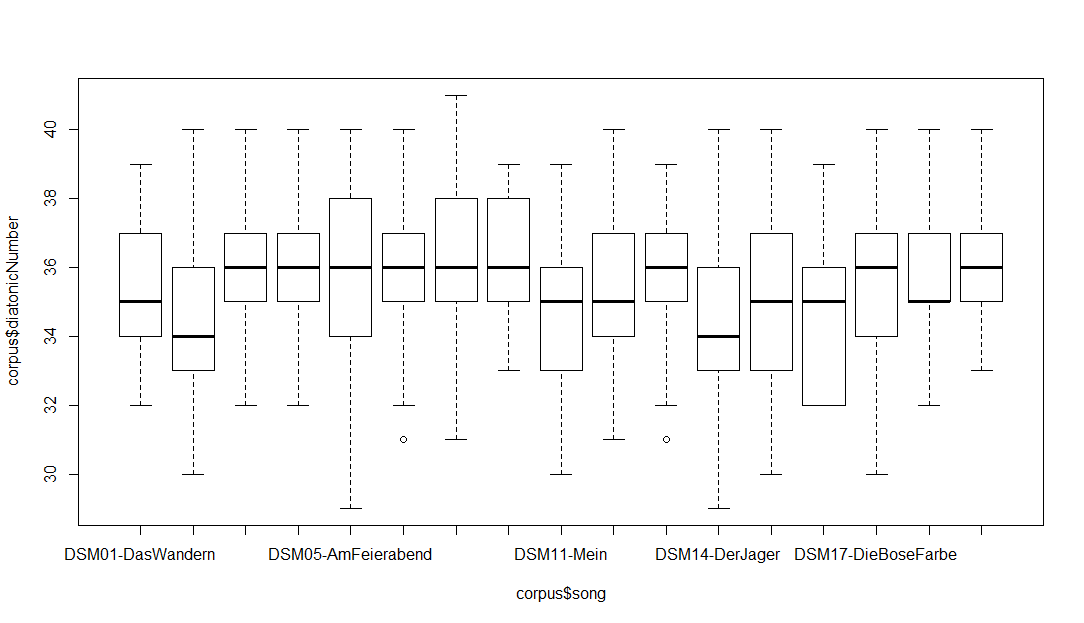 corpus$diatonicNumber
40
38
36
34
32
30
DSM01-DasWandern DSM05-AmFeierabend DSM11-Mein DSM14-DerJager DSM17-DieBoseFarbe
corpus$song